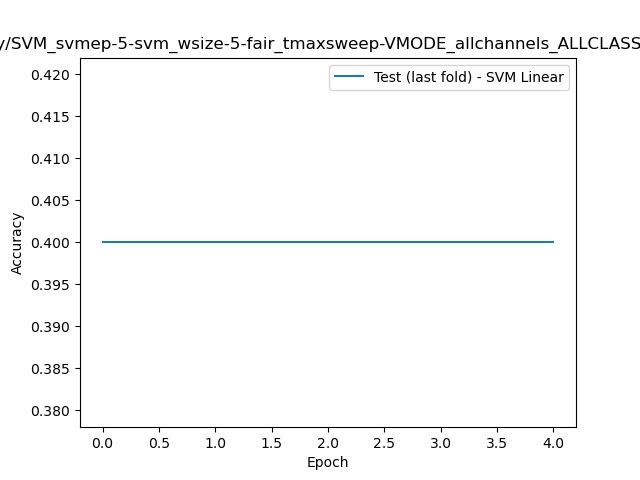 y/SVM_svmep-5-svm_wsize-5-fair_tmaxsweep-VMODE_allchannels_ALLCLASS
Test (last fold) - SVM Linear
0.420
0.415
0.410
0.405
0.400
0.395
0.390
0.385
0.380
Accuracy
0.0 0.5 1.0 1.5 2.0 2.5 3.0 3.5 4.0
Epoch